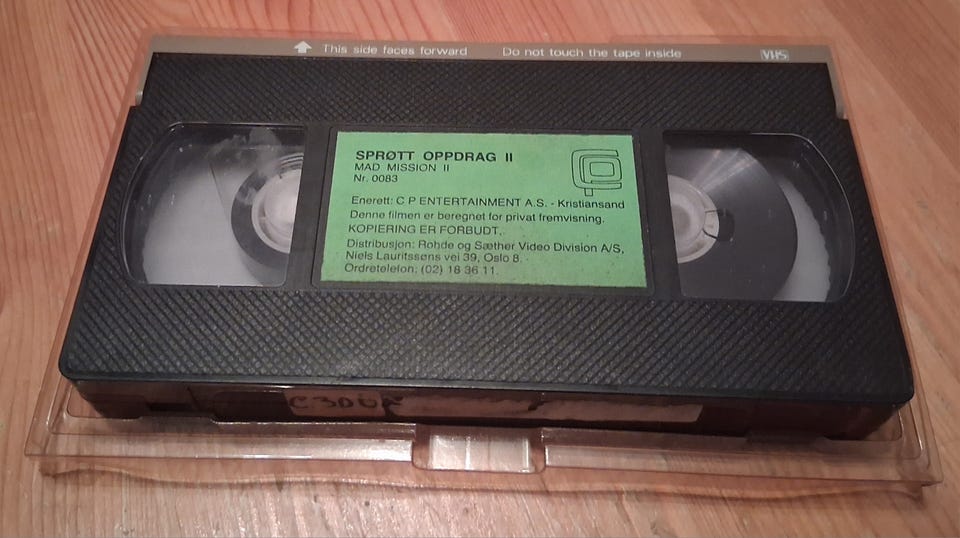 This side faces forward Do not touch the tape inside VHS
SPRØTT OPPDRAG II
MAD MISSION II
Nr. 0083
Enerett: C P ENTERTAINMENT A.S. - Kristiansand
Denne filmen er beregnet for privat fremvisning.
KOPIERING ER FORBUDT.
Distribusjon: Rohde og Sæther Video Division A/S,
Niels Lauritssøns vei 39, Oslo 8.
Ordretelefon: (02) 18 36 11.